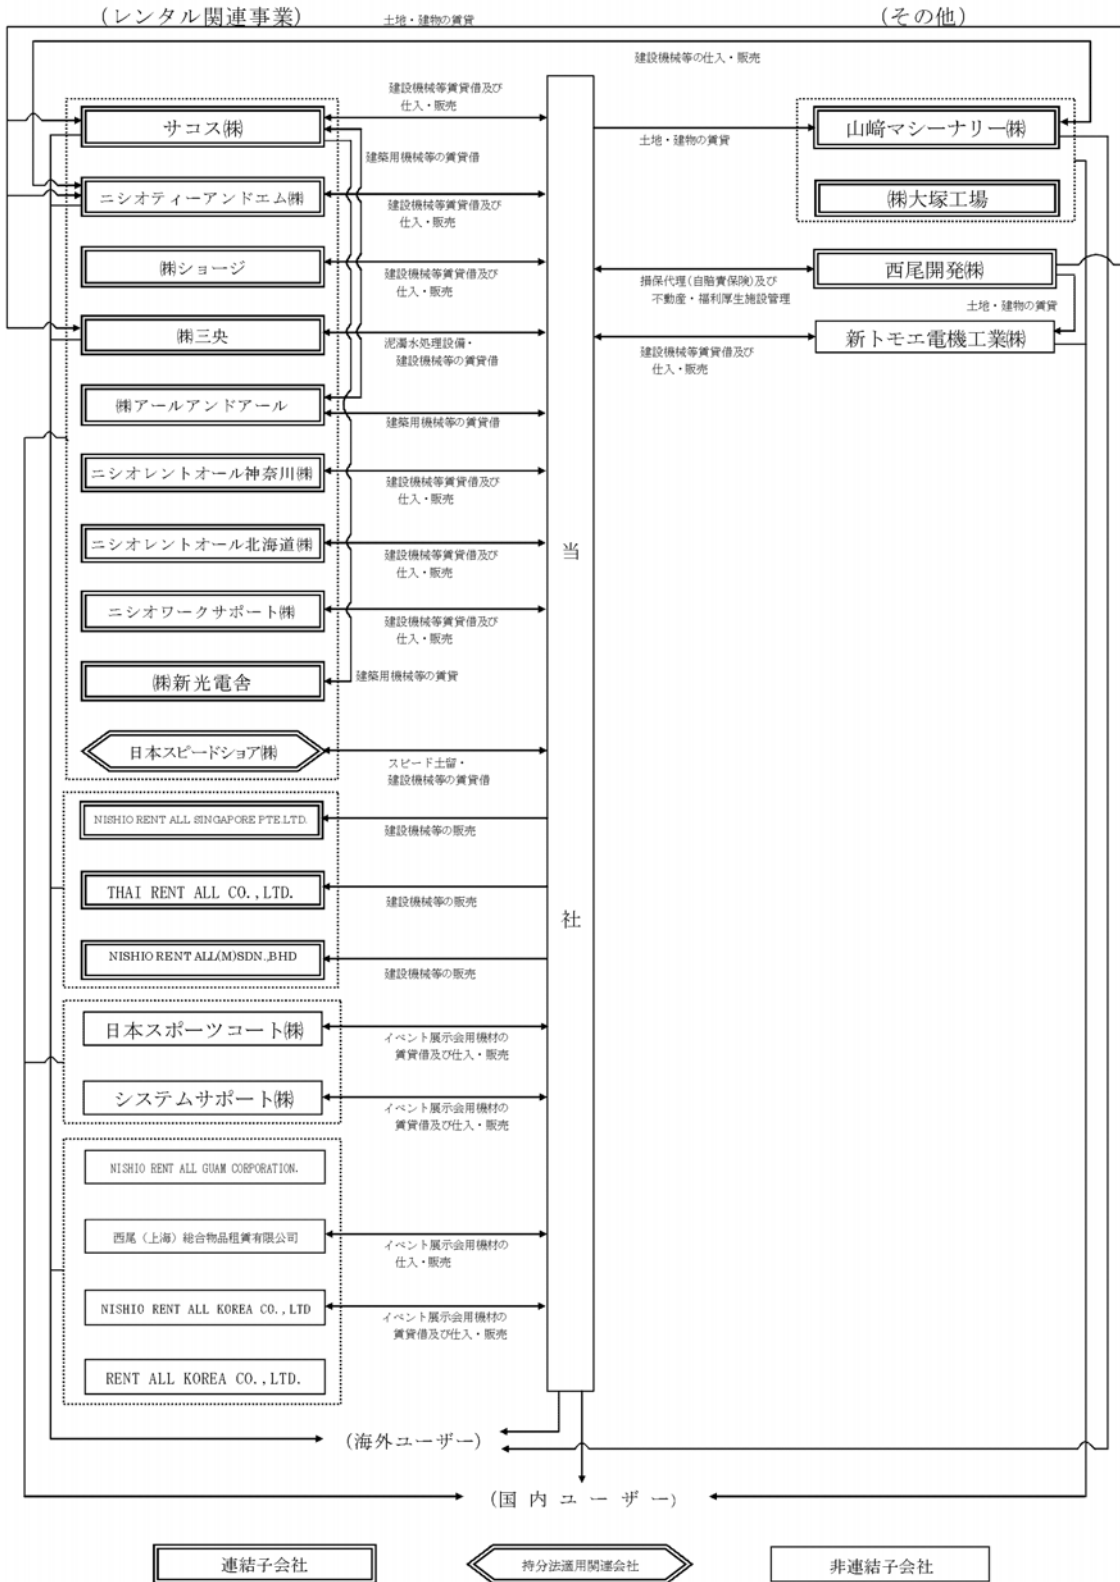 (レンタル関連事業)
土地・建物の賃貸
(その他)
建設機械等の仕入・販売
建設機械等賃貸借及び
仕入・販売
サコス㈱
山﨑マシーナリー㈱
土地・建物の賃貸
建築用機械等の賃貸借
ニシオティーアンドエム㈱
建設機械等賃貸借及び
仕入・販売
㈱大塚工場
㈱ショージ
建設機械等賃貸借及び
仕入・販売
西尾開発㈱
損保代理(自賠責保険)及び
不動産・福利厚生施設管理
土地・建物の賃貸
㈱三央
泥濁水処理設備・
建設機械等の賃貸借
新トモエ電機工業㈱
建設機械等賃貸借及び
仕入・販売
㈱アールアンドアール
建築用機械等の賃貸借
ニシオレントオール神奈川㈱
建設機械等賃貸借及び
仕入・販売
ニシオレントオール北海道㈱
建設機械等賃貸借及び
仕入・販売
当
社
ニシオワークサポート㈱
建設機械等賃貸借及び
仕入・販売
㈱新光電舎
建築用機械等の賃貸
日本スピードショア㈱
スピード土留・
建設機械等の賃貸借
NISHIO RENT ALL SINGAPORE PTE.LTD.
建設機械等の販売
THAI RENT ALL CO.,LTD.
建設機械等の販売
NISHIO RENT ALL(M)SDN.,BHD
建設機械等の販売
日本スポーツコート㈱
イベント展示会用機材の
賃貸借及び仕入・販売
システムサポート㈱
イベント展示会用機材の
賃貸借及び仕入・販売
NISHIO RENT ALL GUAM CORPORATION.
西尾（上海）総合物品租賃有限公司
イベント展示会用機材の
仕入・販売
NISHIO RENT ALL KOREA CO.,LTD
イベント展示会用機材の
賃貸借及び仕入・販売
RENT ALL KOREA CO.,LTD.
(海外ユーザー)
(国内ユーザー)
連結子会社
持分法適用関連会社
非連結子会社